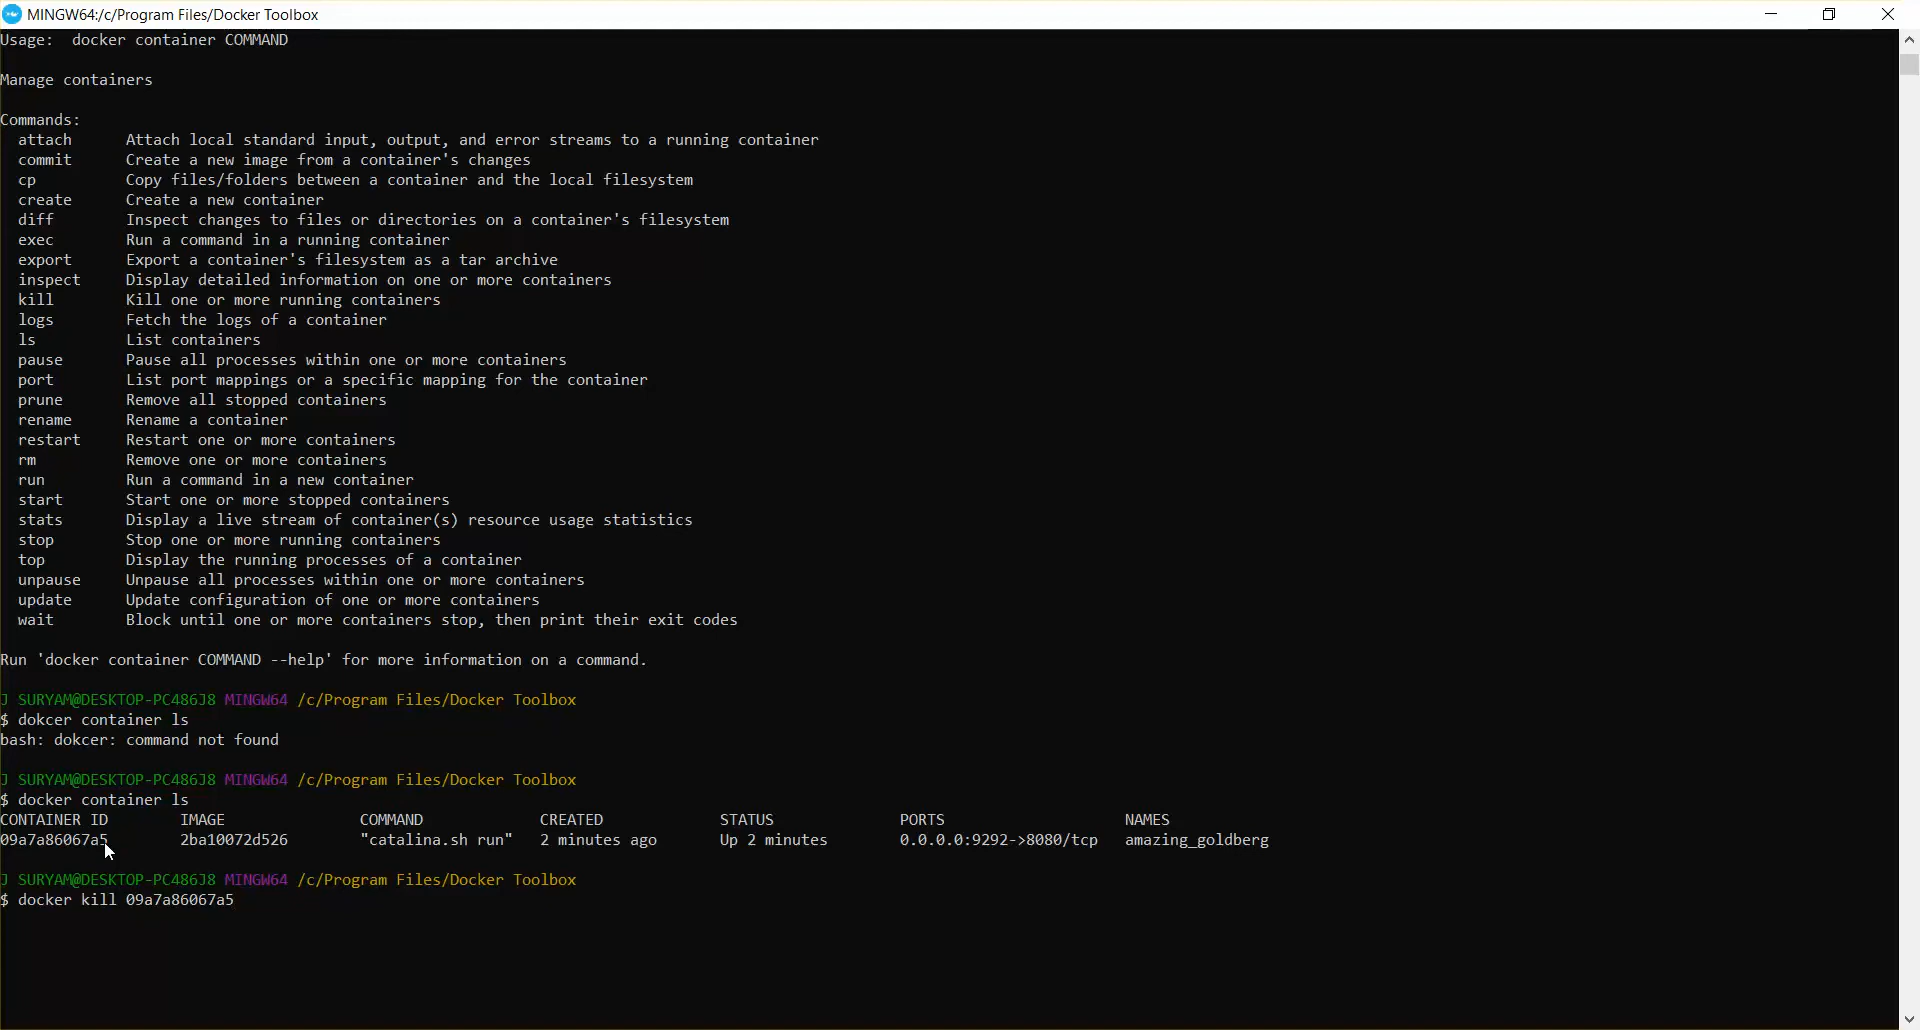 MINGW64:/c/Program Files/Docker Toolbox
Usage:  docker container COMMAND
Manage containers
Commands:
attach      Attach local standard input, output, and error streams to a running container
commit      Create a new image from a container's changes
cp          Copy files/folders between a container and the local filesystem
create      Create a new container
diff        Inspect changes to files or directories on a container's filesystem
exec        Run a command in a running container
export      Export a container's filesystem as a tar archive
inspect     Display detailed information on one or more containers
kill        Kill one or more running containers
logs        Fetch the logs of a container
ls          List containers
pause       Pause all processes within one or more containers
port        List port mappings or a specific mapping for the container
prune       Remove all stopped containers
rename      Rename a container
restart     Restart one or more containers
rm          Remove one or more containers
run         Run a command in a new container
start       Start one or more stopped containers
stats       Display a live stream of container(s) resource usage statistics
stop        Stop one or more running containers
top         Display the running processes of a container
unpause     Unpause all processes within one or more containers
update      Update configuration of one or more containers
wait        Block until one or more containers stop, then print their exit codes
Run 'docker container COMMAND --help' for more information on a command.
J SURYAM@DESKTOP-PC486J8 MINGW64 /c/Program Files/Docker Toolbox
$ dokcer container ls
bash: dokcer: command not found
J SURYAM@DESKTOP-PC486J8 MINGW64 /c/Program Files/Docker Toolbox
$ docker container ls
CONTAINER ID        IMAGE               COMMAND             CREATED             STATUS              PORTS                    NAMES
09a7a86067a5        2ba10072d526        "catalina.sh run"   2 minutes ago       Up 2 minutes        0.0.0.0:9292->8080/tcp   amazing_goldberg
J SURYAM@DESKTOP-PC486J8 MINGW64 /c/Program Files/Docker Toolbox
$ docker kill 09a7a86067a5